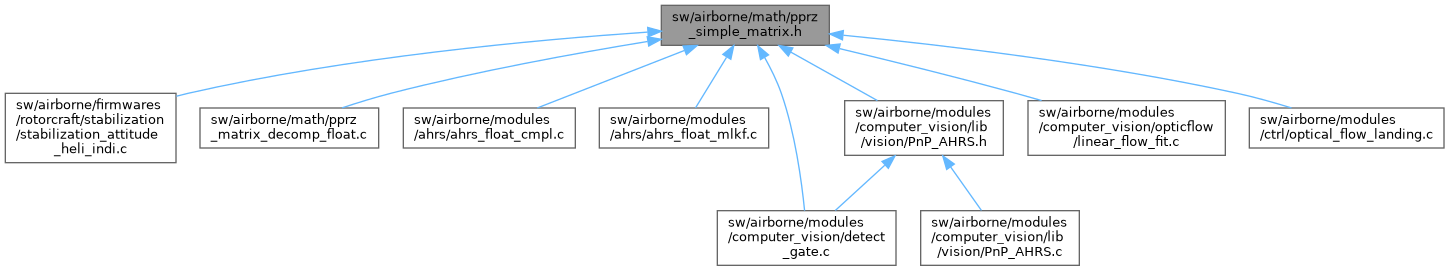 sw/airborne/math/pprz
_simple_matrix.h
sw/airborne/firmwares
/rotorcraft/stabilization
/stabilization_attitude
_heli_indi.c
sw/airborne/math/pprz
_matrix_decomp_float.c
sw/airborne/modules
/ahrs/ahrs_float_cmpl.c
sw/airborne/modules
/ahrs/ahrs_float_mlkf.c
sw/airborne/modules
/computer_vision/lib
/vision/PnP_AHRS.h
sw/airborne/modules
/computer_vision/opticflow
/linear_flow_fit.c
sw/airborne/modules
/ctrl/optical_flow_landing.c
sw/airborne/modules
/computer_vision/detect
_gate.c
sw/airborne/modules
/computer_vision/lib
/vision/PnP_AHRS.c